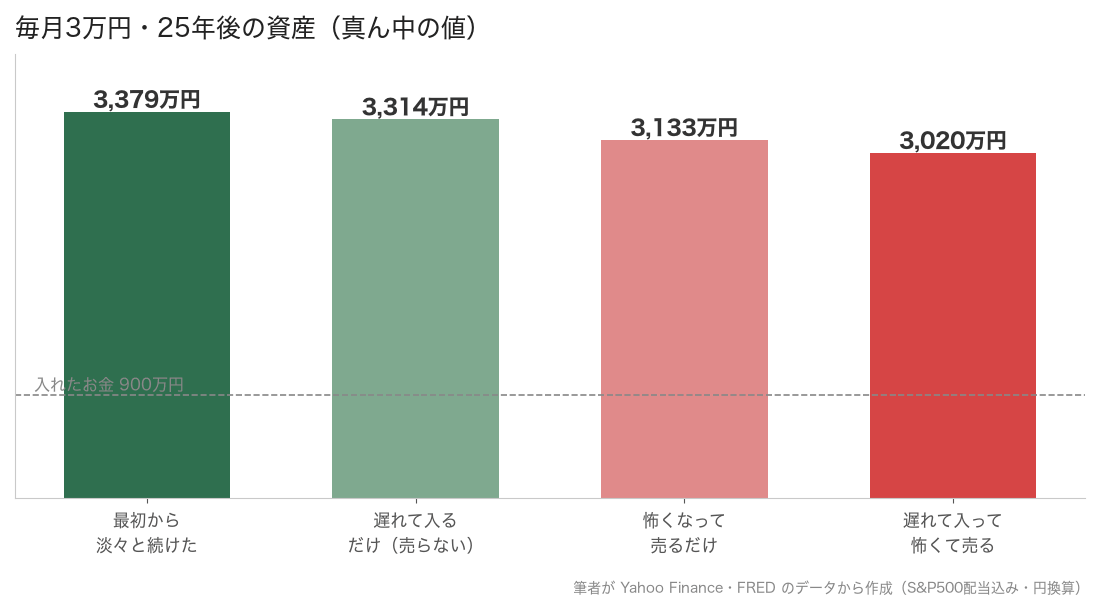 毎月3万円・25年後の資産（真ん中の値）
3,379万円
3,314万円
3,133万円
3,020万円
入れたお金 900万円
最初から
淡々と続けた
遅れて入る
だけ（売らない）
怖くなって
売るだけ
遅れて入って
怖くて売る
筆者が Yahoo Finance・FRED のデータから作成（S&P500配当込み・円換算）